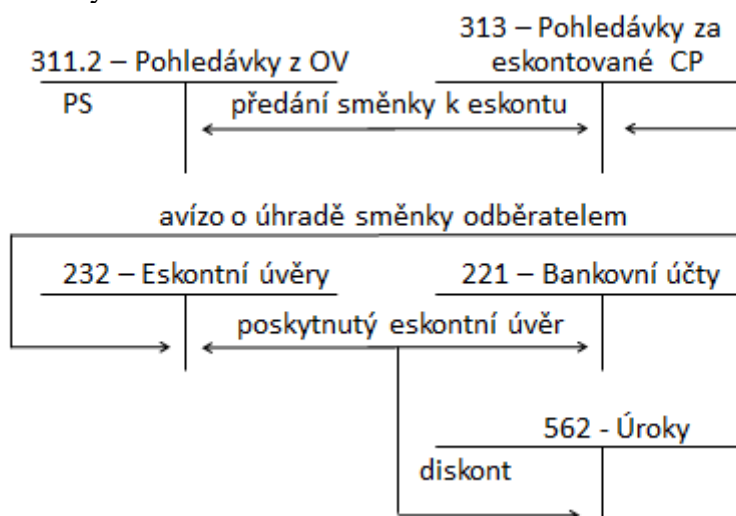 313 – Pohledávky za
311.2 – Pohledávky z OV eskontované CP
PS předání směnky k eskontu
avízo o úhradě směnky odběratelem
232 – Eskontní úvěry 221 – Bankovní účty
poskytnutý eskontní úvěr
562 - Úroky
diskont